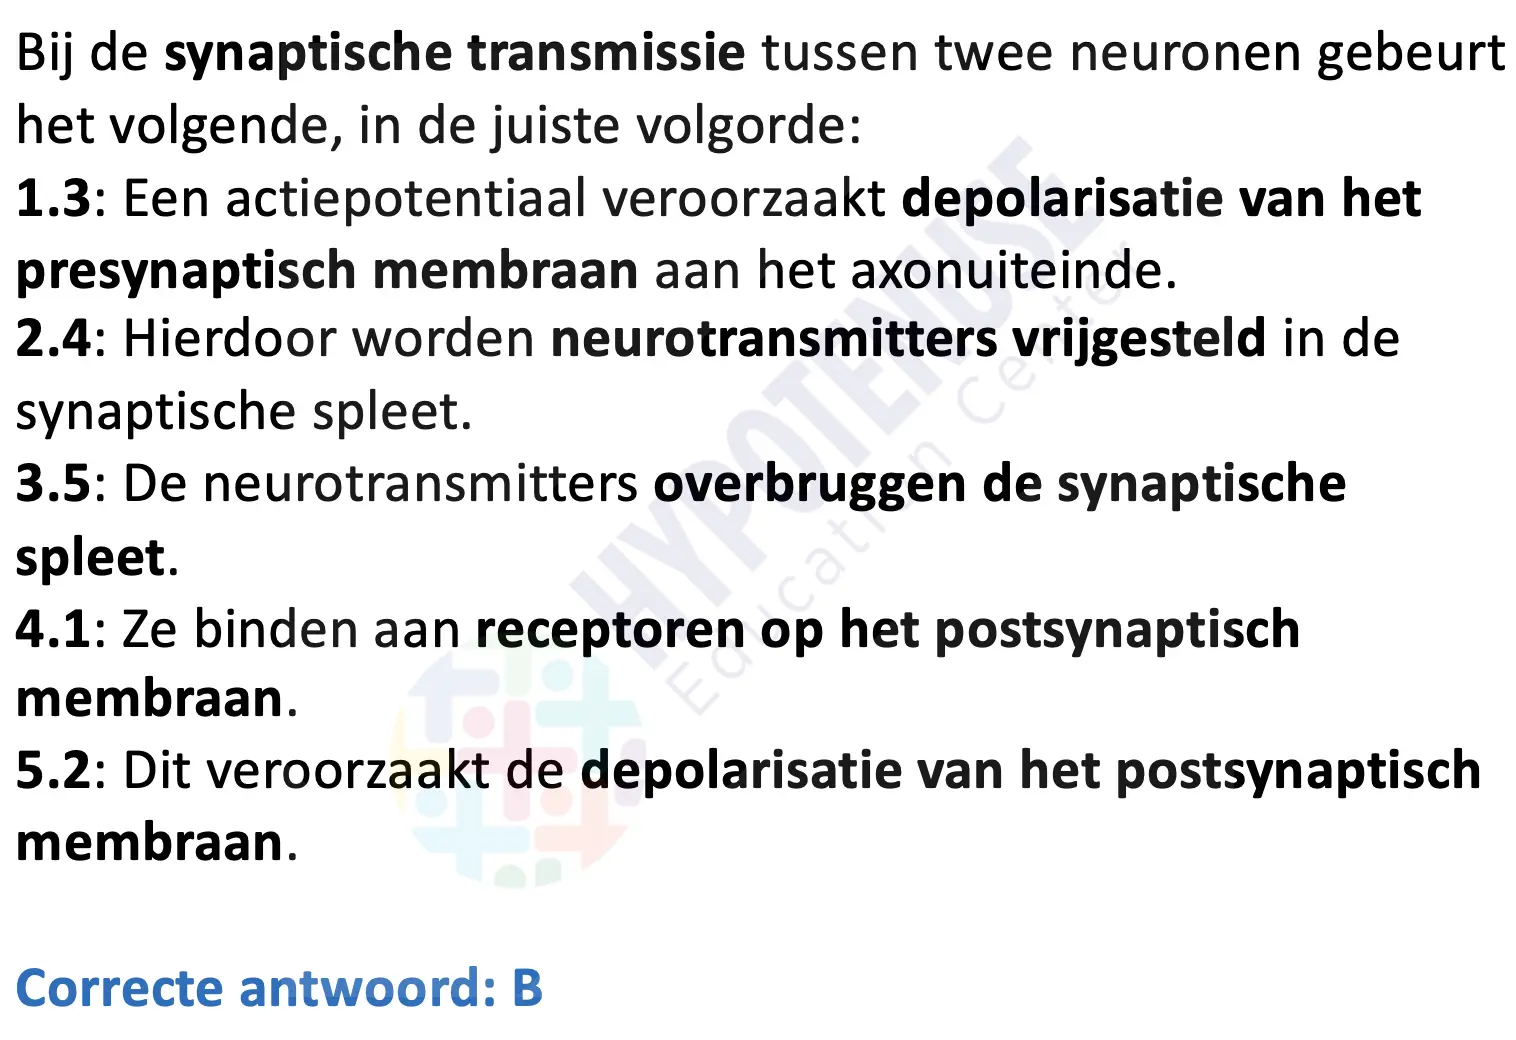 Bij de synaptische transmissie tussen twee neuronen gebeurt
het volgende, in de juiste volgorde:
1.3: Een actiepotentiaal veroorzaakt depolarisatie van het
presynaptisch membraan aan het axonuiteinde.
2.4: Hierdoor worden neurotransmitters vrijgesteld in de
synaptische spleet.
3.5: De neurotransmitters overbruggen de synaptische
spleet.
4.1: Ze binden aan receptoren op het postsynaptisch
membraan.
5.2: Dit veroorzaakt de depolarisatie van het postsynaptisch
membraan.
Correcte antwoord: B
HYPOTENUSE
Education Center